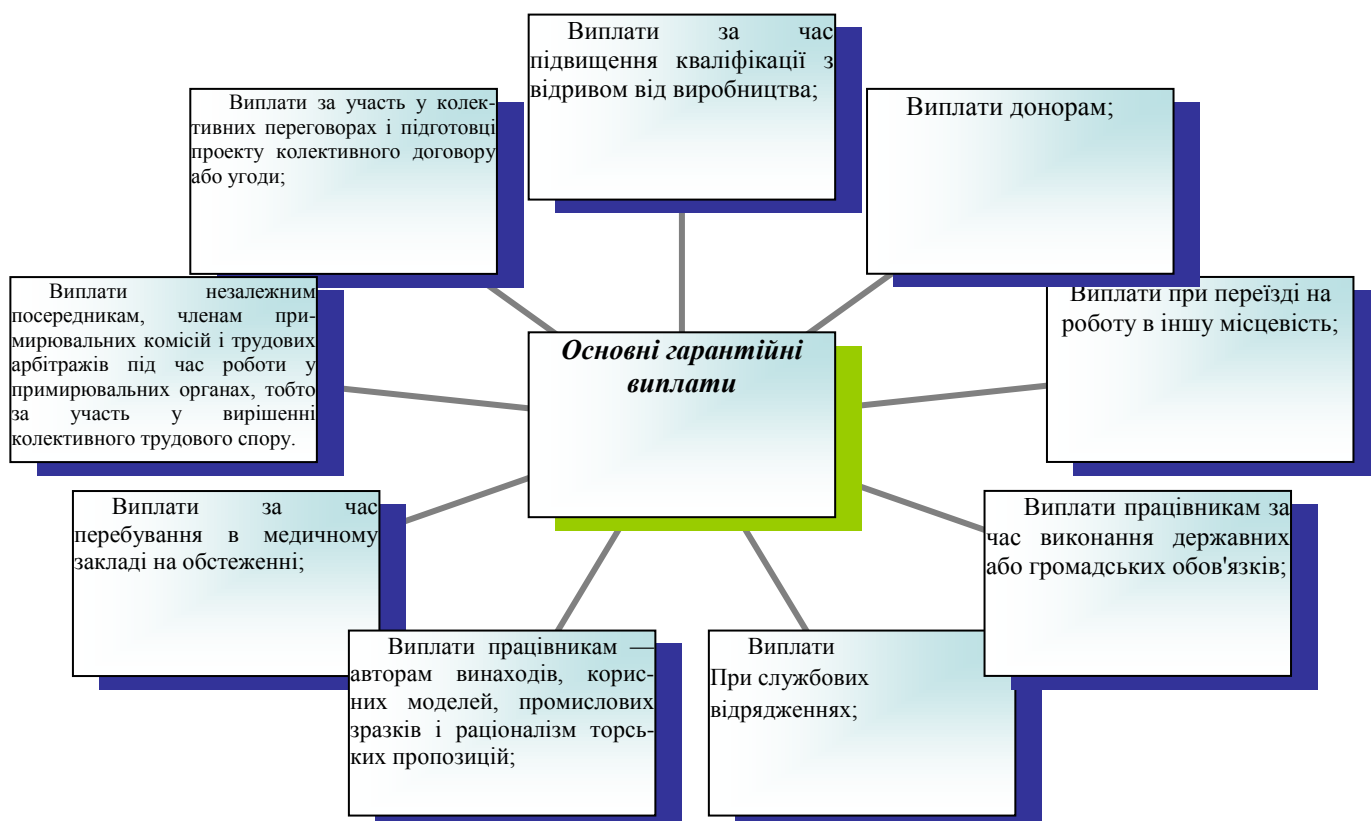 Виплати за час
підвищення кваліфікації з
відривом від виробництва;
Виплати за участь у колек-
тивних переговорах і підготовці
проекту колективного договору
або угоди;
Виплати донорам;
Виплати незалежним
посередникам, членам при-
мирювальних комісій і трудових
арбітражів під час роботи у
примирювальних органах, тобто
за участь у вирішенні
колективного трудового спору.
Виплати при переїзді на
роботу в іншу місцевість;
Основні гарантійні
виплати
Виплати за час
перебування в медичному
закладі на обстеженні;
Виплати працівникам за
час виконання державних
або громадських обов'язків;
Виплати працівникам —
авторам винаходів, корис-
них моделей, промислових
зразків і раціоналізм торсь-
ких пропозицій;
Виплати
При службових
відрядженнях;